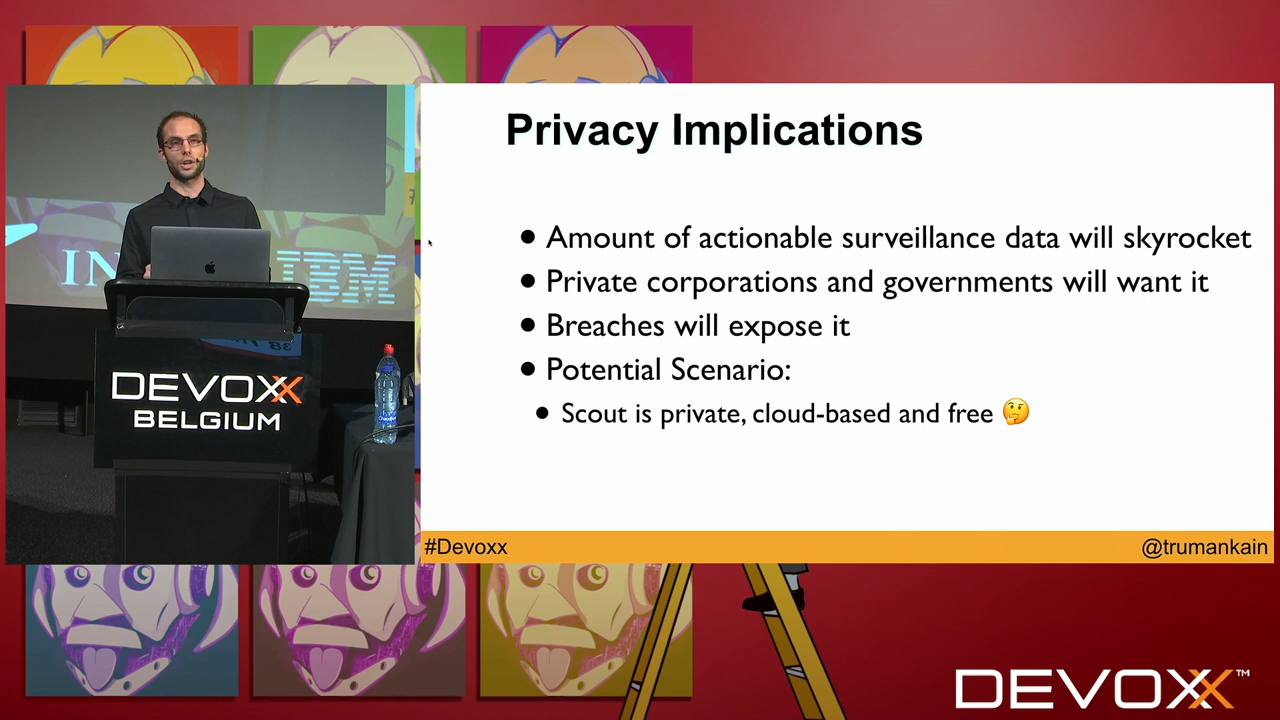 Privacy Implications
• Amount of actionable surveillance data will skyrocket
• Private corporations and governments will want it
• Breaches will expose it
• Potential Scenario:
• Scout is private, cloud-based and free 🤔
#Devoxx
@trumankain
IBM
DEVOXX
BELGIUM
DEVOXX™